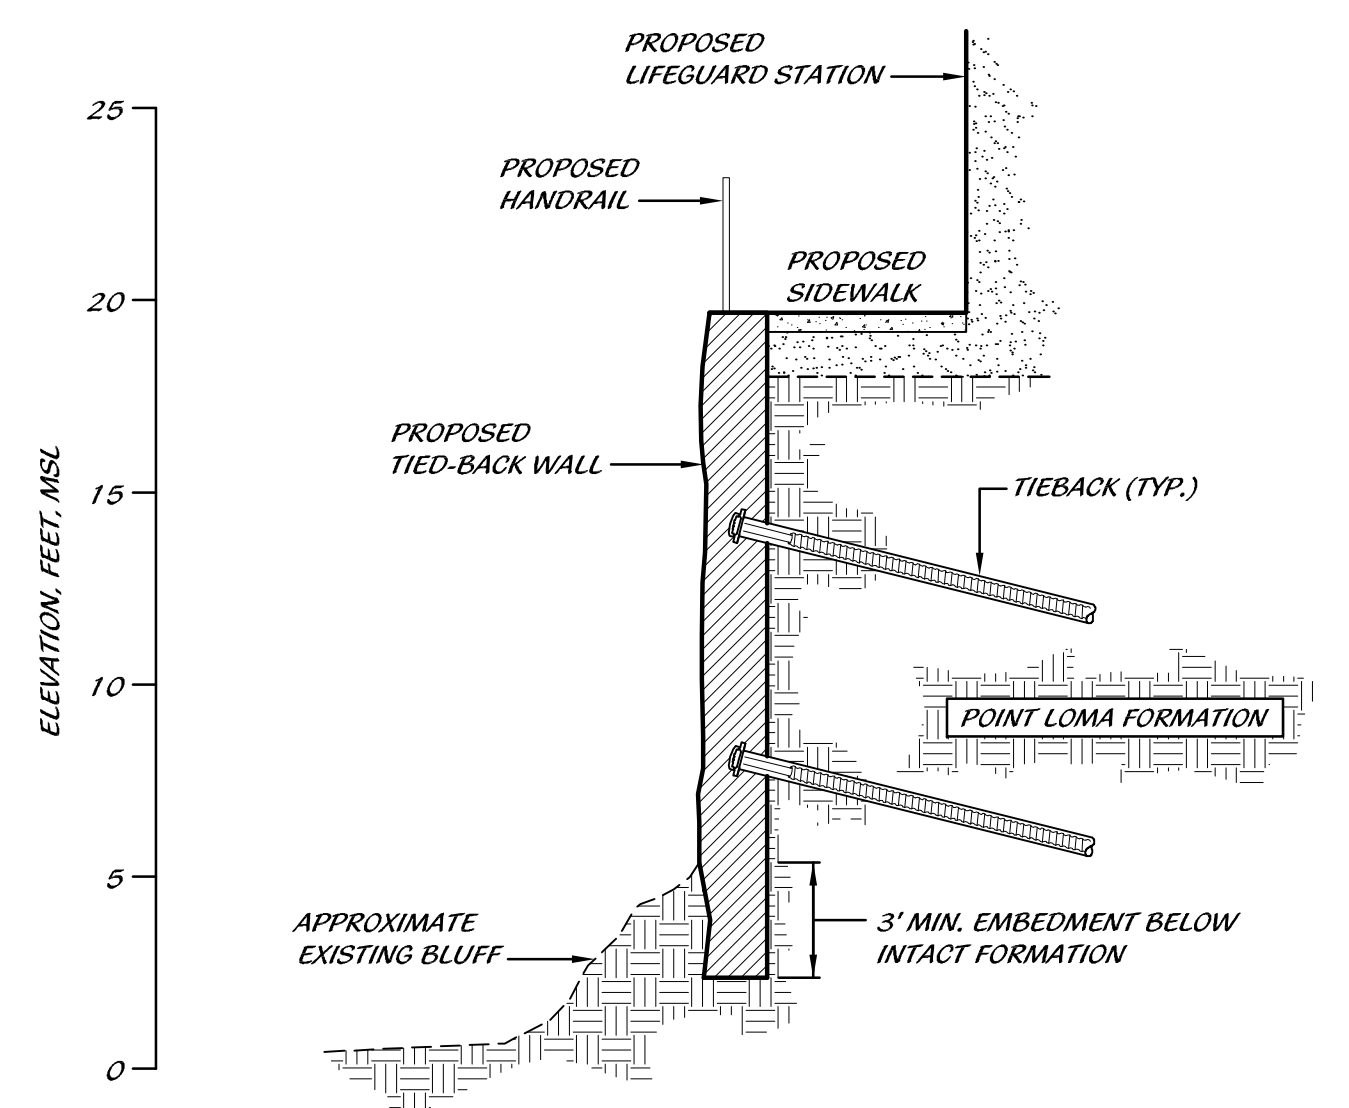 PROPOSED
LIFEGUARD STATION
25
PROPOSED
HANDRAIL
PROPOSED
SIDEWALK
20
PROPOSED
TIED-BACK WALL
ELEVATION, FEET, MSL
15
TIEBACK (TYP.)
10
POINT LOMA FORMATION
5
APPROXIMATE
EXISTING BLUFF
3' MIN. EMBEDMENT BELOW
INTACT FORMATION
0